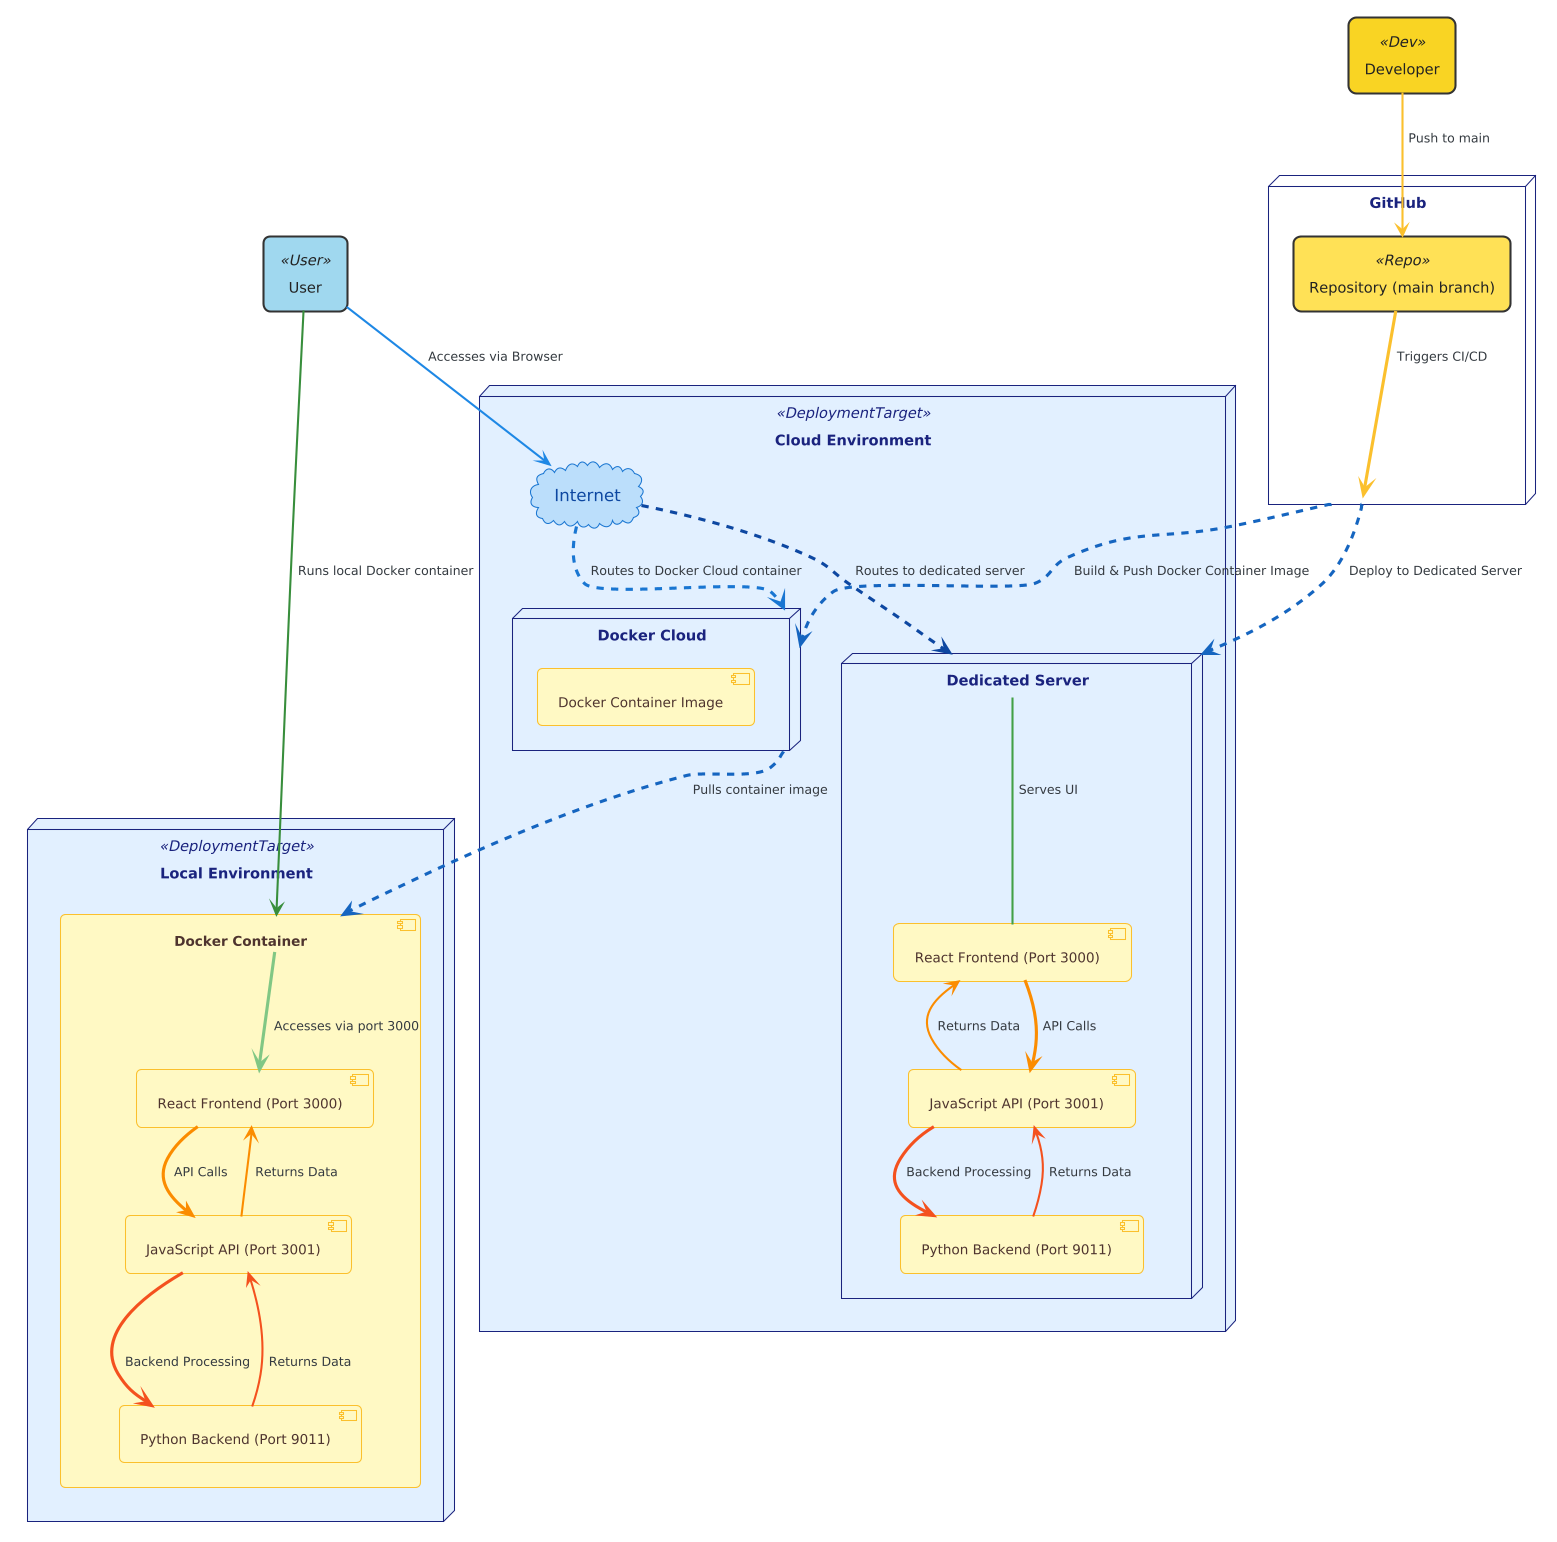 «Dev»
Developer
Push to main
GitHub
«User»
User
«Repo»
Repository (main branch)
Accesses via Browser
Triggers CI/CD
«DeploymentTarget»
Cloud Environment
Internet
Runs local Docker container
Routes to Docker Cloud container
Routes to dedicated server
Build & Push Docker Container Image
Deploy to Dedicated Server
Docker Cloud
Docker Container Image
Dedicated Server
Pulls container image
Serves UI
«DeploymentTarget»
Local Environment
Docker Container
Accesses via port 3000
React Frontend (Port 3000)
API Calls
Returns Data
JavaScript API (Port 3001)
Backend Processing
Returns Data
Python Backend (Port 9011)
React Frontend (Port 3000)
Returns Data
API Calls
JavaScript API (Port 3001)
Backend Processing
Returns Data
Python Backend (Port 9011)